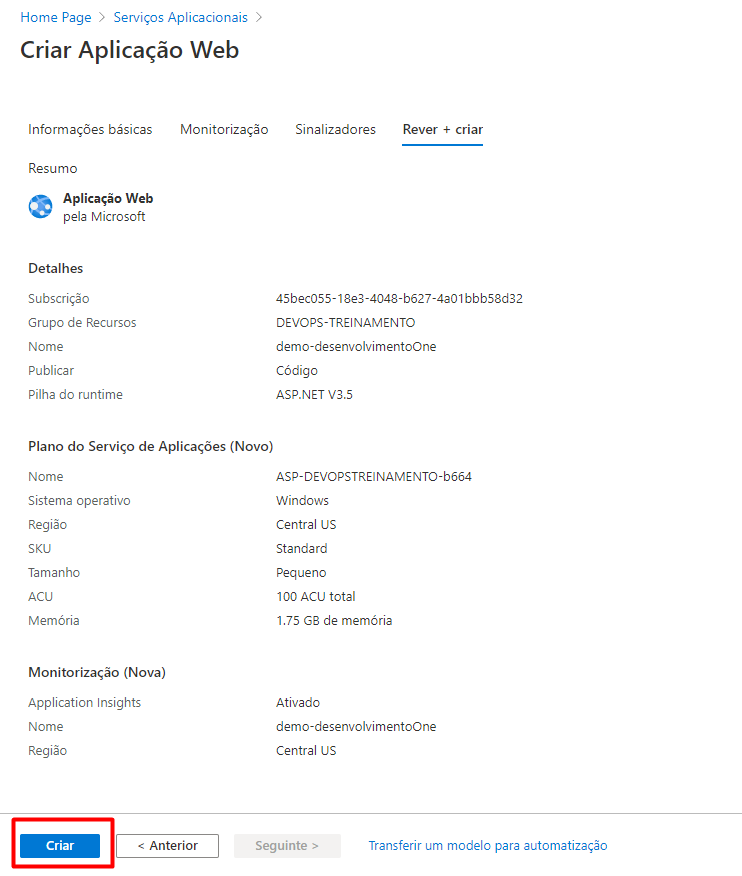 Home Page > Serviços Aplicacionais >
Criar Aplicação Web
Informações básicas Monitorização Sinalizadores Rever + criar
Resumo
Aplicação Web
pela Microsoft
Detalhes
Subscrição 45bec055-18e3-4048-b627-4a01bbb58d32
Grupo de Recursos DEVOPS-TREINAMENTO
Nome demo-desenvolvimentoOne
Publicar Código
Pilha do runtime ASP.NET V3.5
Plano do Serviço de Aplicações (Novo)
Nome ASP-DEVOPSTREINAMENTO-b664
Sistema operativo Windows
Região Central US
SKU Standard
Tamanho Pequeno
ACU 100 ACU total
Memória 1.75 GB de memória
Monitorização (Nova)
Application Insights Ativado
Nome demo-desenvolvimentoOne
Região Central US
Criar < Anterior Seguinte > Transferir um modelo para automatização